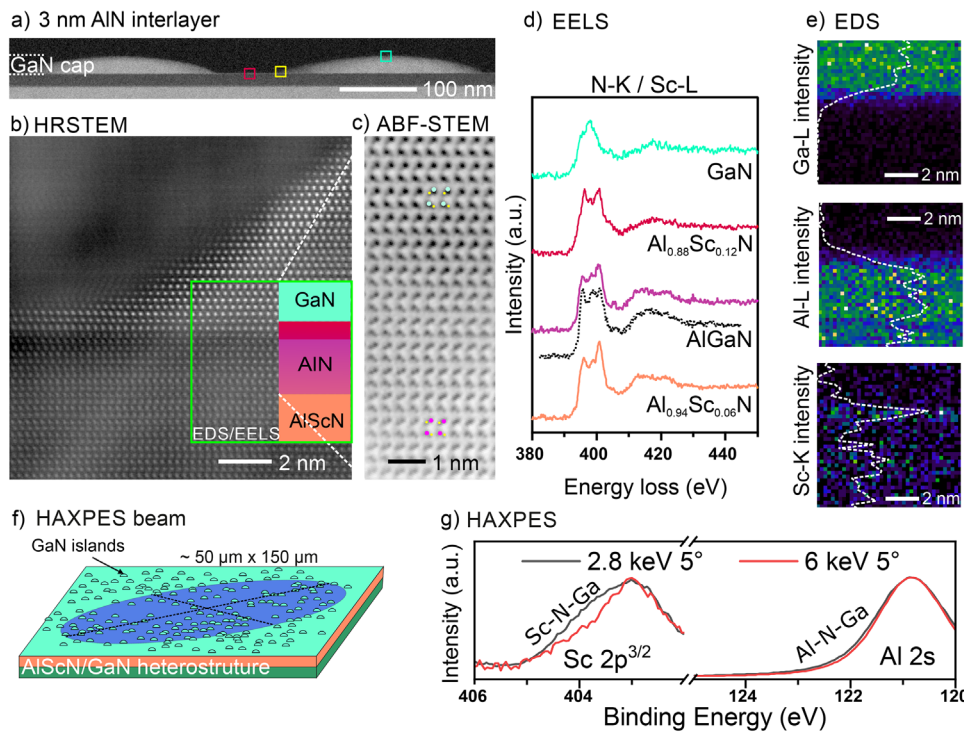 a) 3 nm AlN interlayer
GaN cap
100 nm
b) HRSTEM
GaN
AlN
AlScN
EDS/EELS
2 nm
c) ABF-STEM
1 nm
d) EELS
N-K / Sc-L
GaN
Al0.88Sc0.12N
AlGaN
Al0.94Sc0.06N
Intensity (a.u.)
380 400 420 440
Energy loss (eV)
e) EDS
Ga-L intensity
2 nm
Al-L intensity
2 nm
Sc-K intensity
2 nm
f) HAXPES beam
GaN islands
~ 50 µm x 150 µm
AlScN/GaN heterostruture
g) HAXPES
2.8 keV 5°
6 keV 5°
Intensity (a.u.)
Sc-N-Ga
Sc 2p3/2
Al-N-Ga
Al 2s
406 404 124 122 120
Binding Energy (eV)